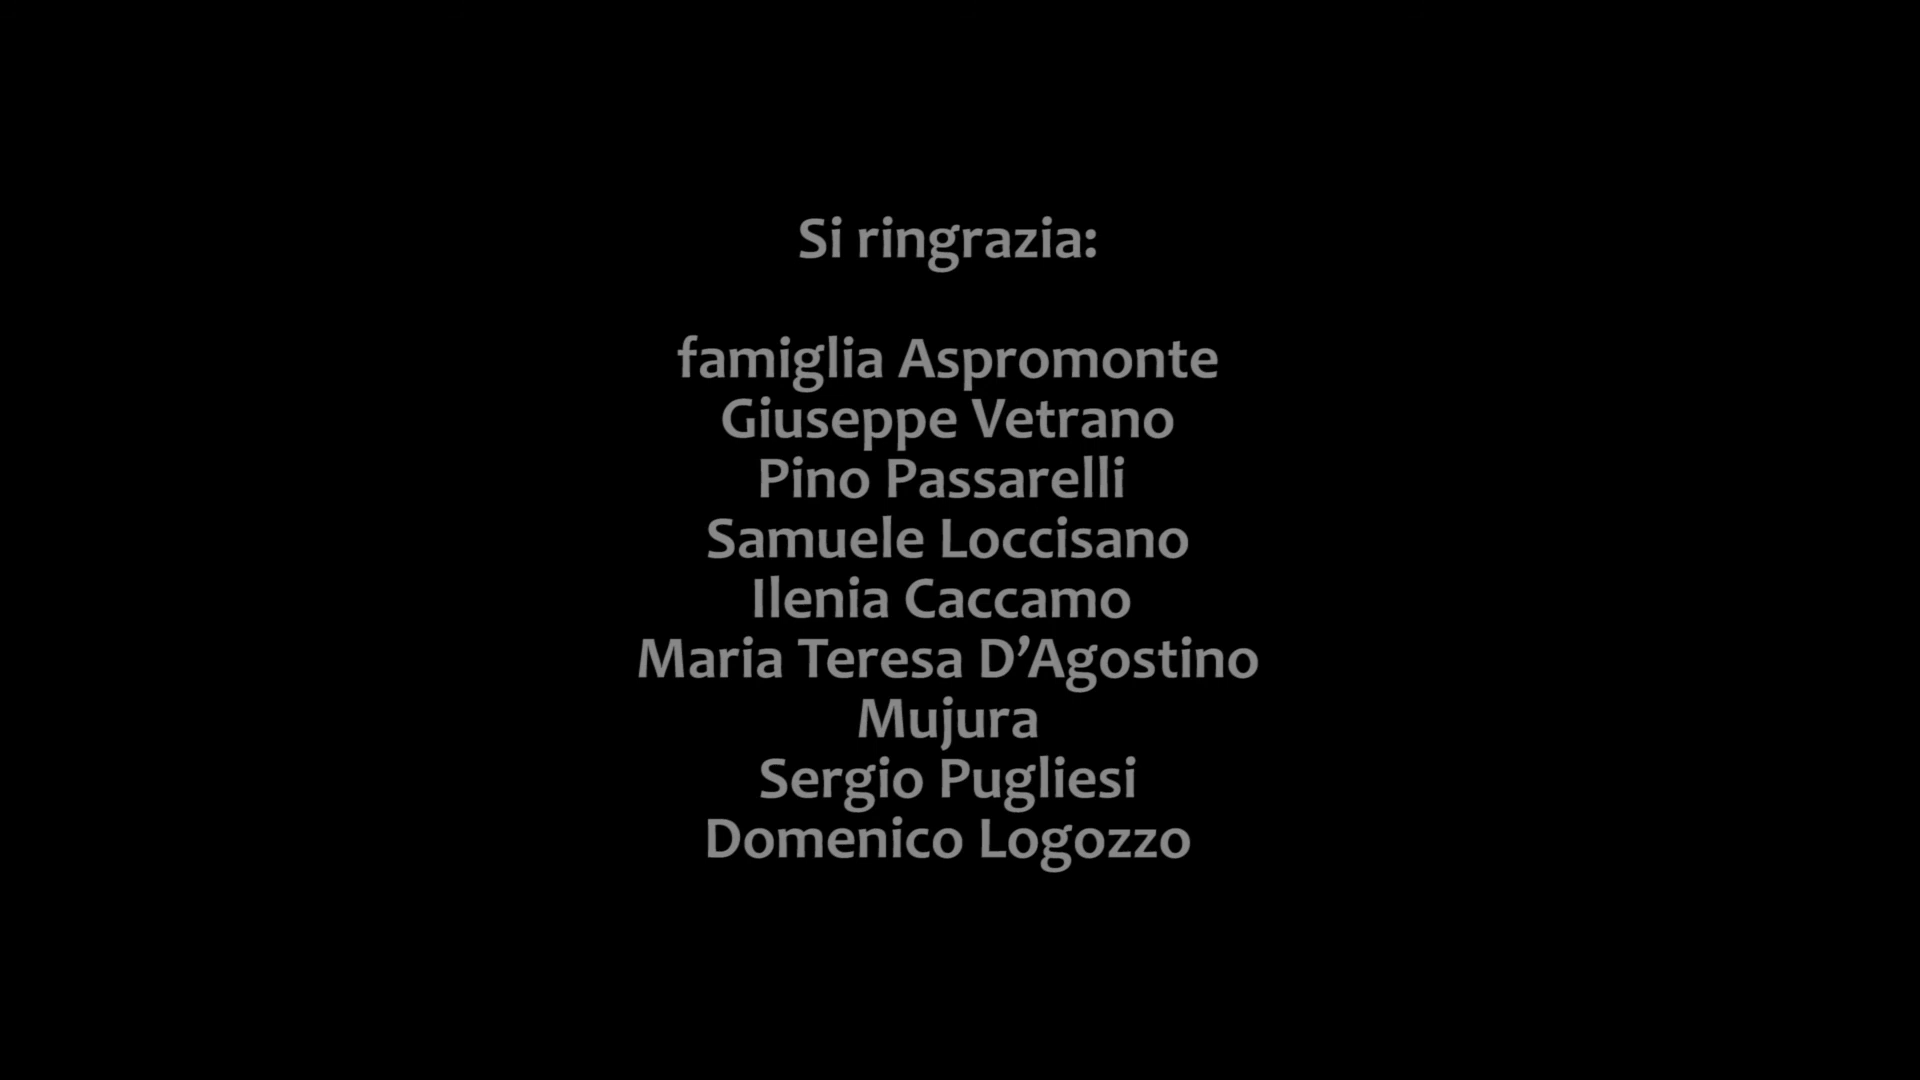 Si ringrazia:
famiglia Aspromonte
Giuseppe Vetrano
Pino Passarelli
Samuele Loccisano
Ilenia Caccamo
Maria Teresa D’Agostino
Mujura
Sergio Pugliesi
Domenico Logozzo